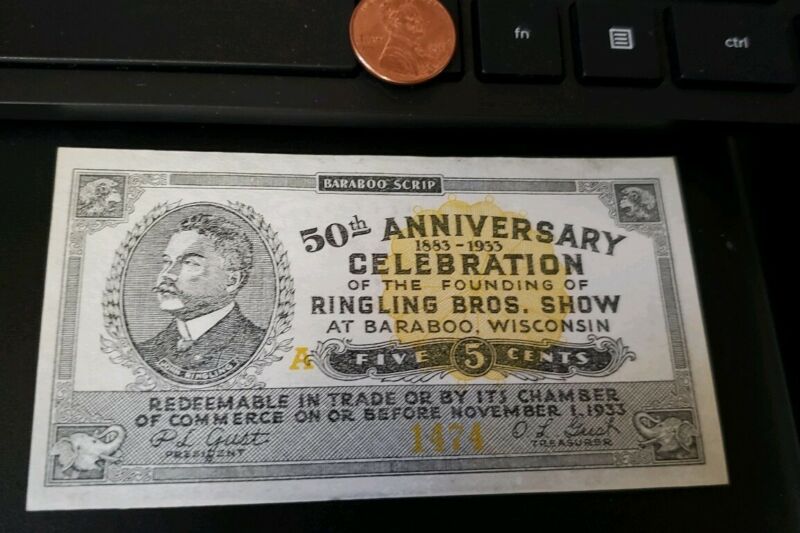 fn
ctrl
BARABOO SCRIP
50th ANNIVERSARY
1883-1933
CELEBRATION
OF THE FOUNDING OF
RINGLING BROS. SHOW
AT BARABOO, WISCONSIN
A FIVE 5 CENTS
REDEEMABLE IN TRADE OR BY ITS CHAMBER
OF COMMERCE ON OR BEFORE NOVEMBER 1, 1933
1474
PRESIDENT
TREASURER